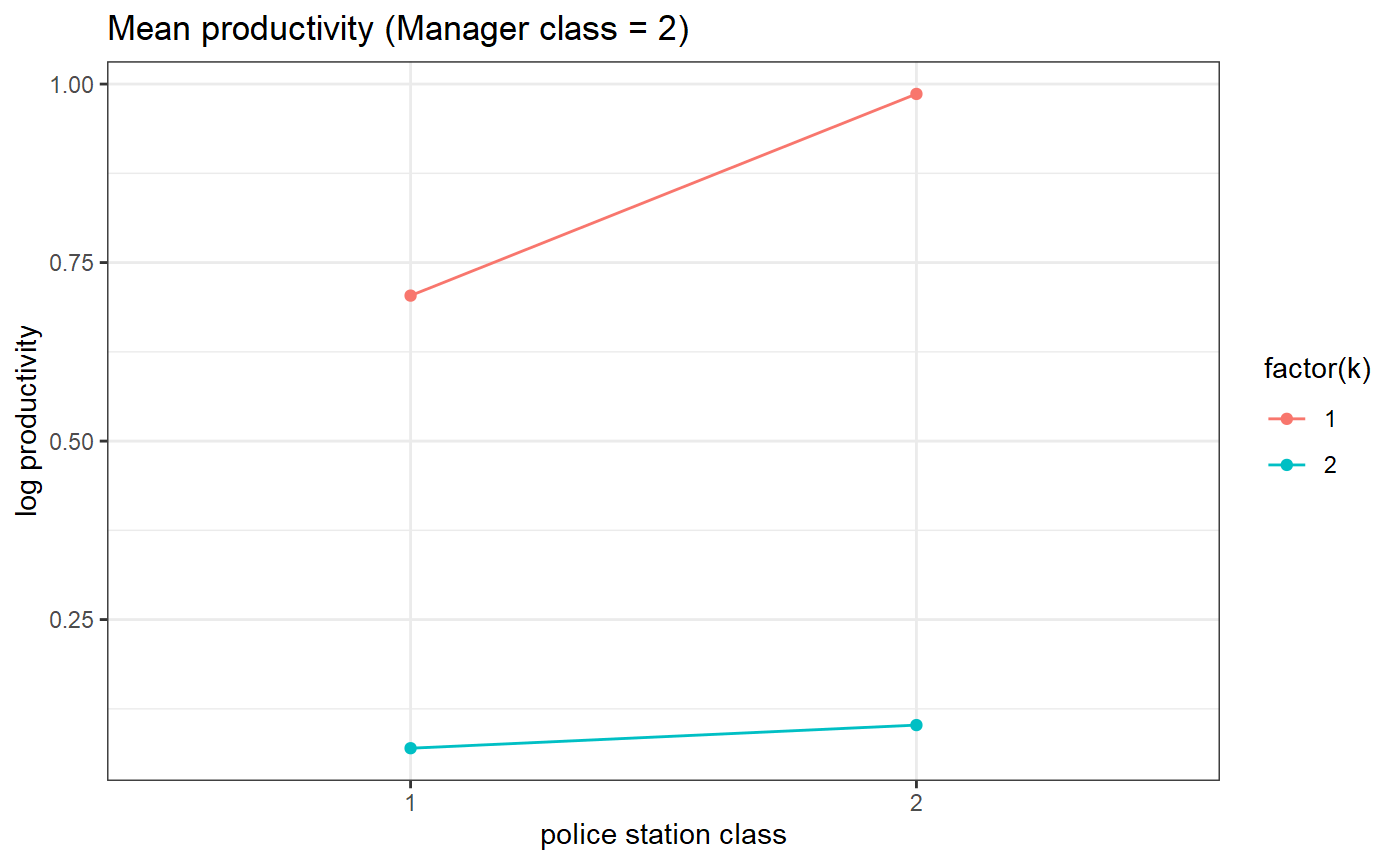 Mean productivity (Manager class = 2)
1.00
0.75
0.50
0.25
log productivity
1
2
police station class
factor(k)
1
2